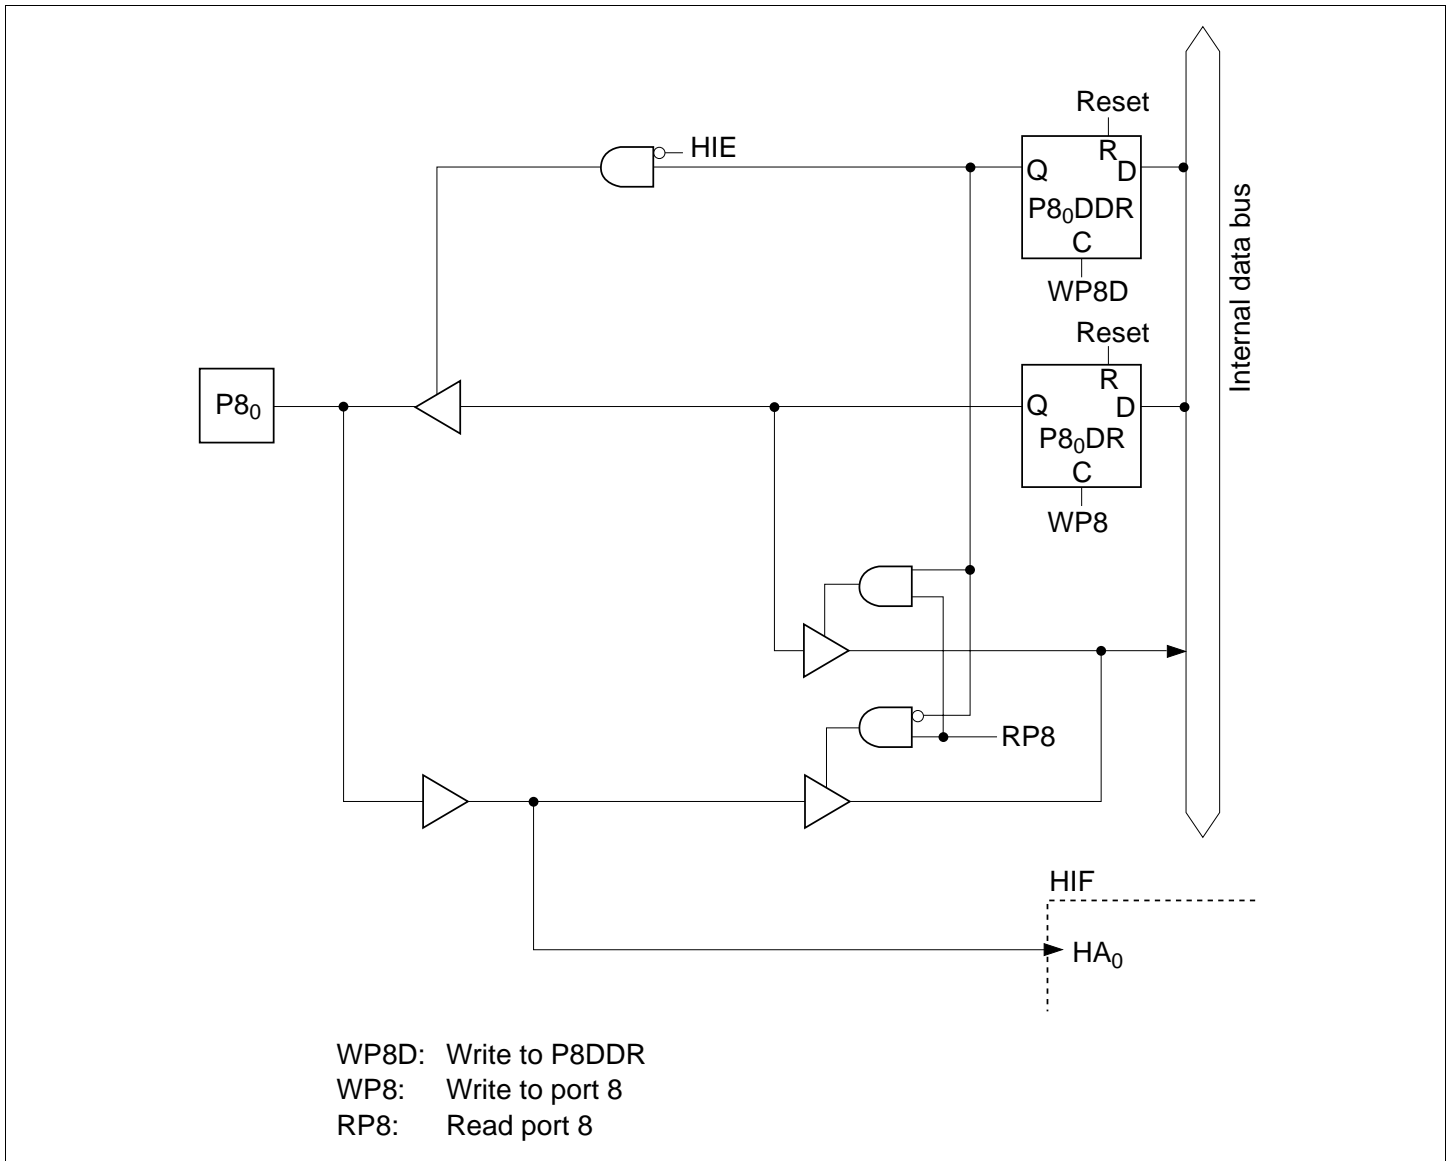 Reset
HIE
R
Q
D
P8₀DDR
C
WP8D
Internal data bus
Reset
R
P8₀
Q
D
P8₀DR
C
WP8
RP8
HIF
HA₀
WP8D: Write to P8DDR
WP8: Write to port 8
RP8: Read port 8